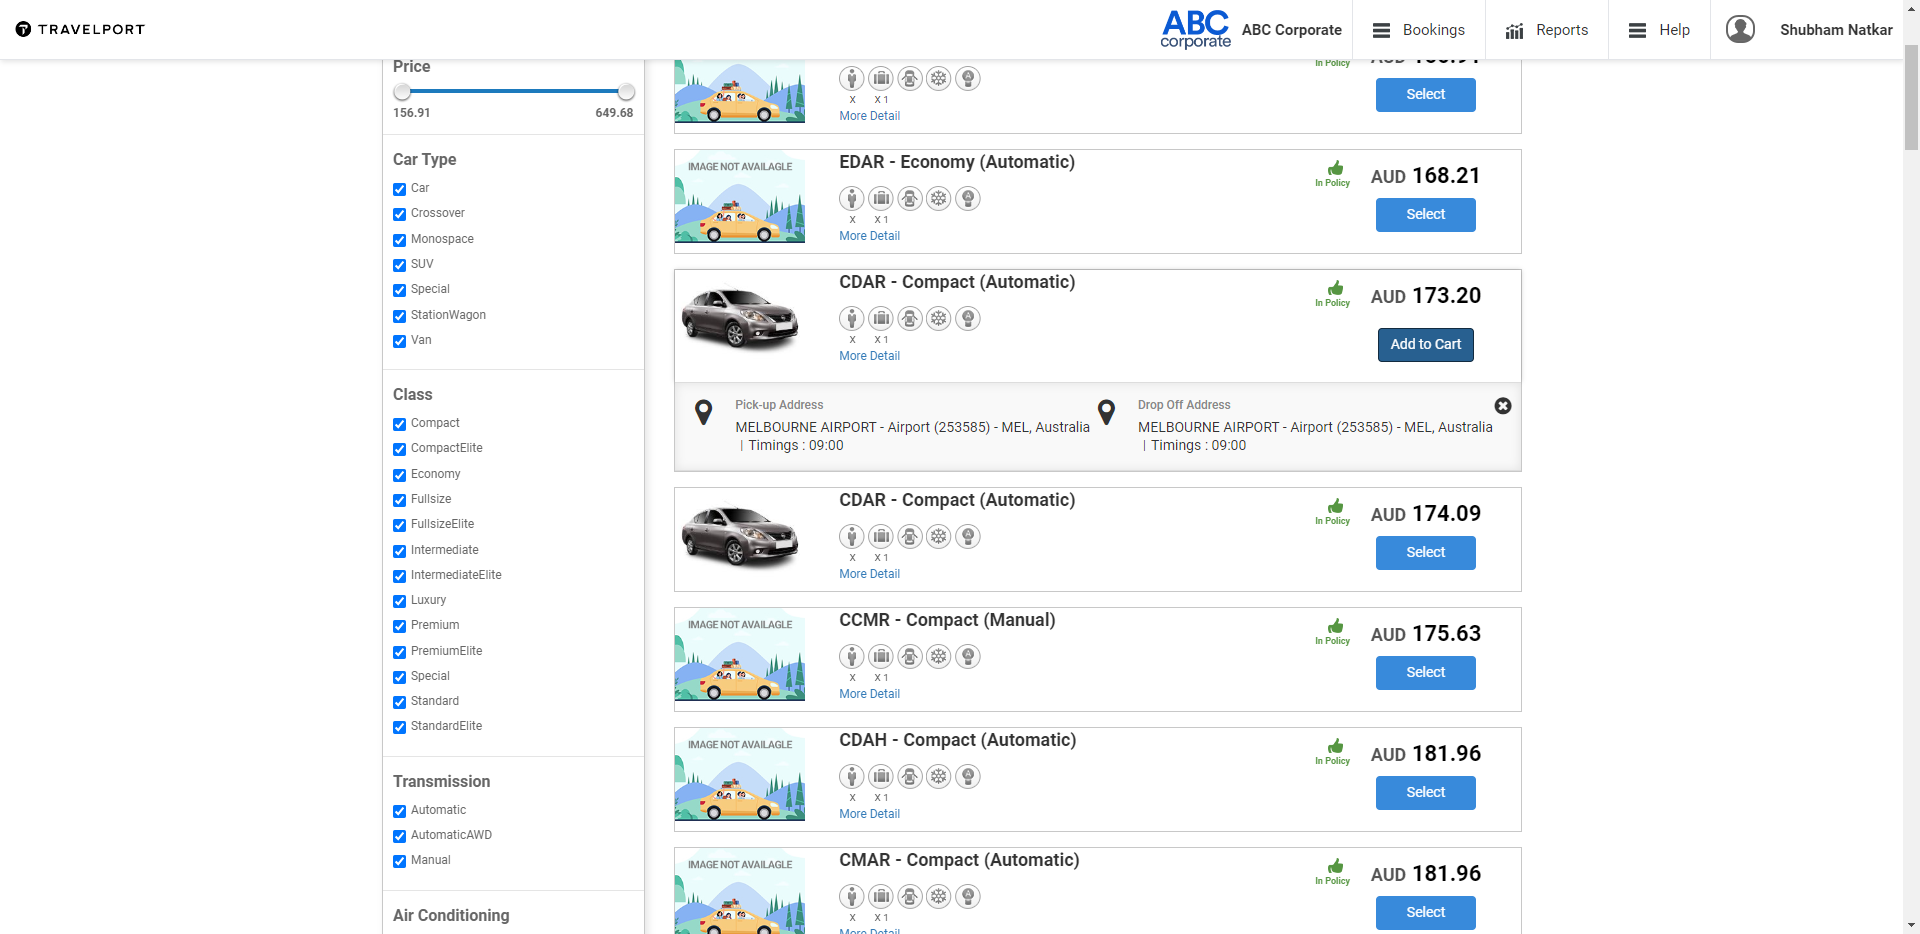 TRAVELPORT
ABC
corporate
ABC Corporate
Bookings
Reports
Help
Shubham Natkar
Price
156.91
649.68
Car Type
Car
Crossover
Monospace
SUV
Special
StationWagon
Van
Class
Compact
CompactElite
Economy
Fullsize
FullsizeElite
Intermediate
IntermediateElite
Luxury
Premium
PremiumElite
Special
Standard
StandardElite
Transmission
Automatic
AutomaticAWD
Manual
Air Conditioning
X X 1
More Detail
In Policy
AUD 156.91
Select
IMAGE NOT AVAILAGLE
EDAR - Economy (Automatic)
X X 1
More Detail
In Policy
AUD 168.21
Select
CDAR - Compact (Automatic)
X X 1
More Detail
In Policy
AUD 173.20
Add to Cart
Pick-up Address
MELBOURNE AIRPORT - Airport (253585) - MEL, Australia
| Timings : 09:00
Drop Off Address
MELBOURNE AIRPORT - Airport (253585) - MEL, Australia
| Timings : 09:00
CDAR - Compact (Automatic)
X X 1
More Detail
In Policy
AUD 174.09
Select
IMAGE NOT AVAILAGLE
CCMR - Compact (Manual)
X X 1
More Detail
In Policy
AUD 175.63
Select
IMAGE NOT AVAILAGLE
CDAH - Compact (Automatic)
X X 1
More Detail
In Policy
AUD 181.96
Select
IMAGE NOT AVAILAGLE
CMAR - Compact (Automatic)
X X 1
More Detail
In Policy
AUD 181.96
Select